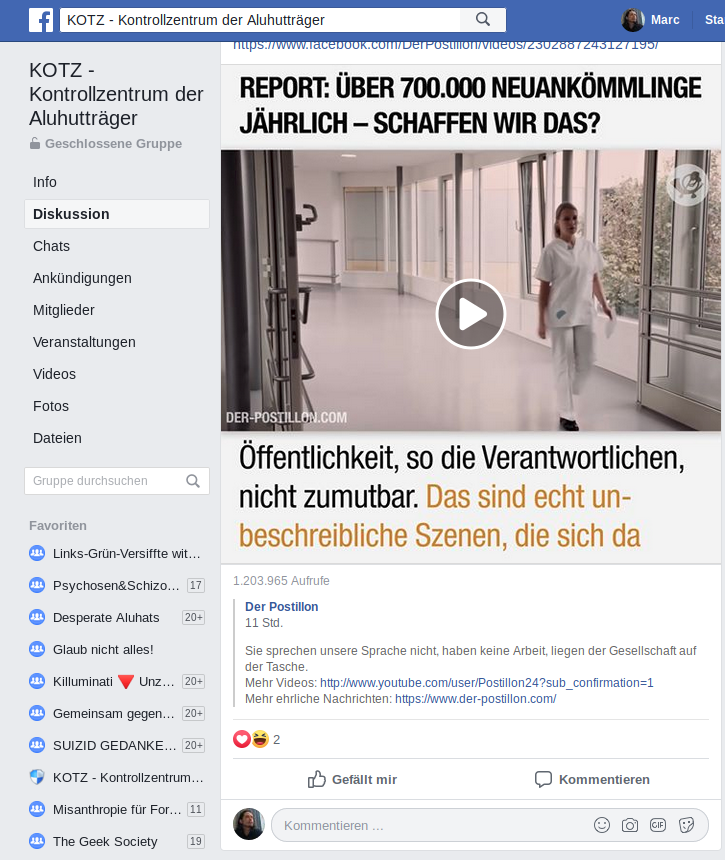 KOTZ - Kontrollzentrum der Aluhutträger
Marc
Sta
https://www.facebook.com/DerPostillon/videos/2302887243127195/
KOTZ -
Kontrollzentrum der
Aluhutträger
Geschlossene Gruppe
Info
Diskussion
Chats
Ankündigungen
Mitglieder
Veranstaltungen
Videos
Fotos
Dateien
Gruppe durchsuchen
Favoriten
Links-Grün-Versiffte wit...
Psychosen&Schizo... 17
Desperate Aluhats 20+
Glaub nicht alles!
Killuminati 🔻 Unz... 20+
Gemeinsam gegen... 20+
SUIZID GEDANKE... 20+
KOTZ - Kontrollzentrum...
Misanthropie für For... 11
The Geek Society 19
REPORT: ÜBER 700.000 NEUANKÖMMLINGE
JÄHRLICH – SCHAFFEN WIR DAS?
DER-POSTILLON.COM
Öffentlichkeit, so die Verantwortlichen,
nicht zumutbar. Das sind echt un-
beschreibliche Szenen, die sich da
1.203.965 Aufrufe
Der Postillon
11 Std.
Sie sprechen unsere Sprache nicht, haben keine Arbeit, liegen der Gesellschaft auf
der Tasche.
Mehr Videos: http://www.youtube.com/user/Postillon24?sub_confirmation=1
Mehr ehrliche Nachrichten: https://www.der-postillon.com/
2
Gefällt mir
Kommentieren
Kommentieren ...
GIF